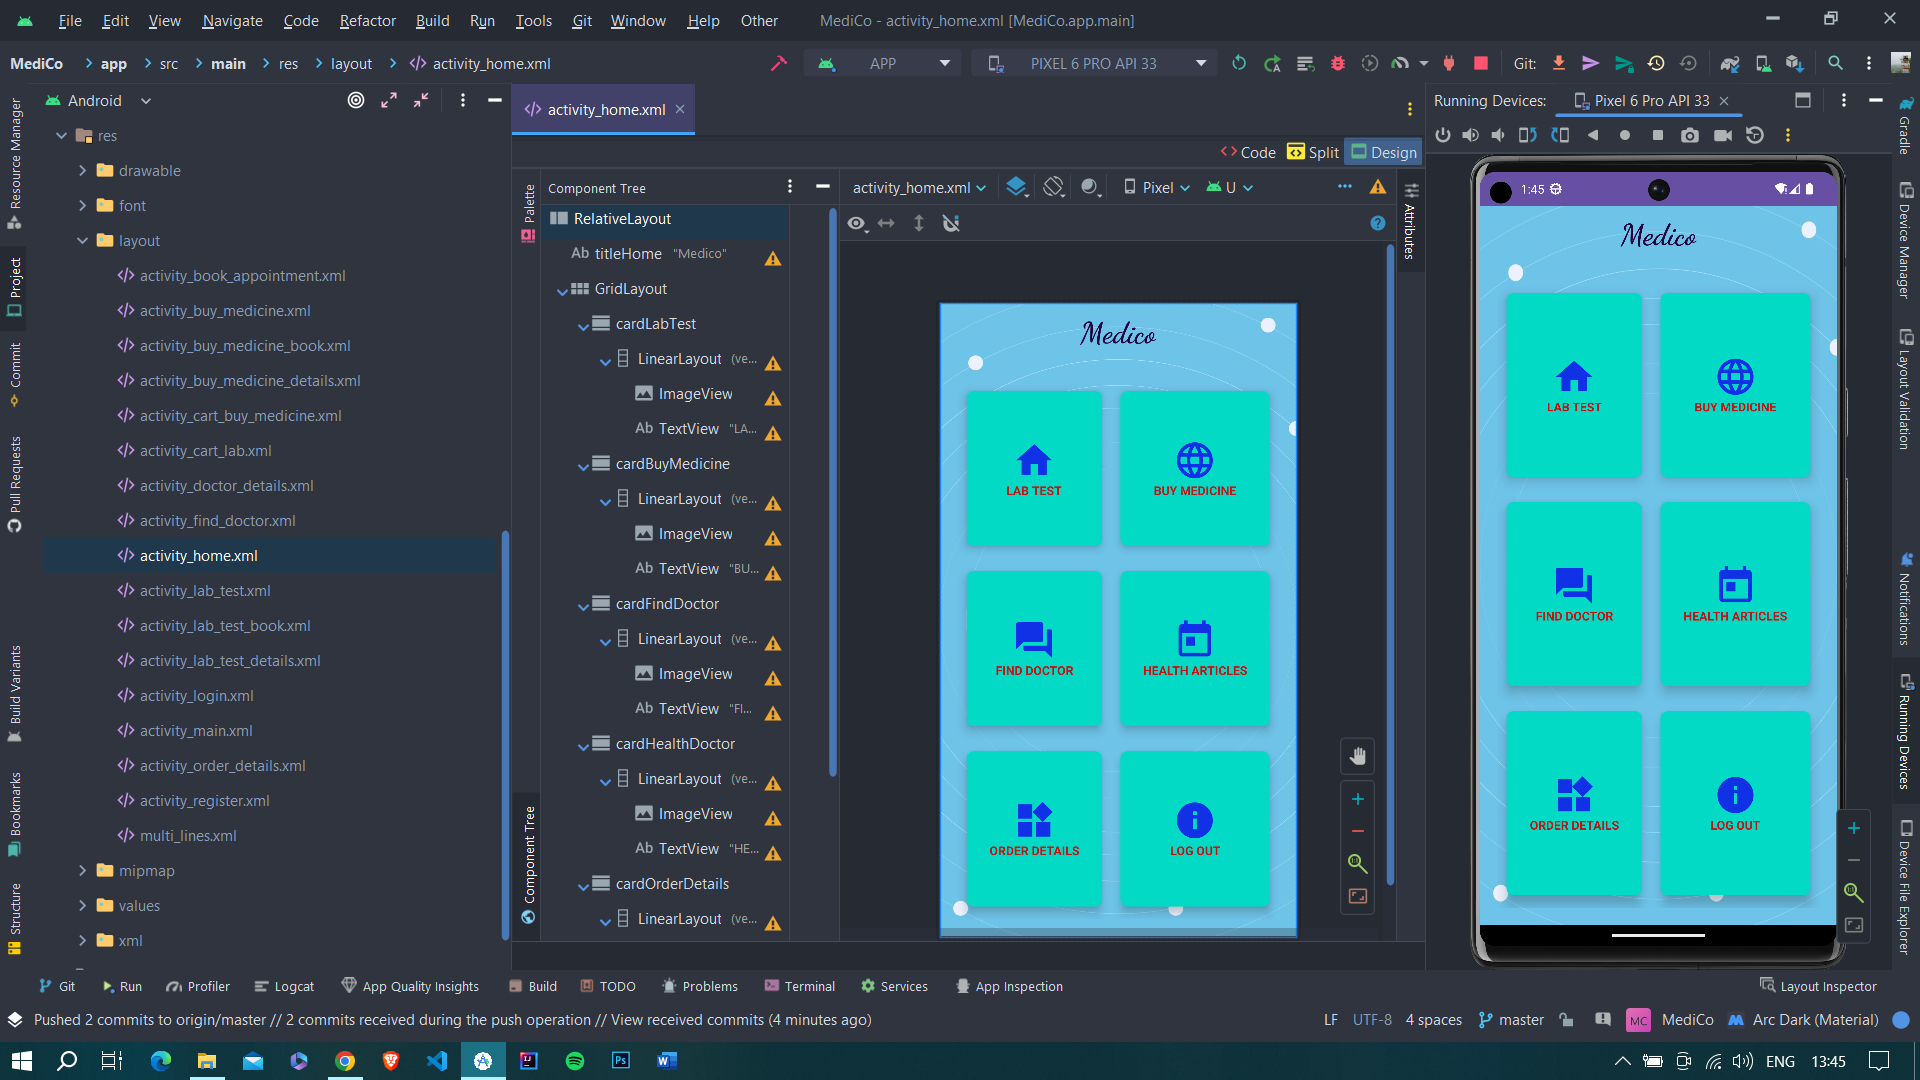 File Edit View Navigate Code Refactor Build Run Tools Git Window Help Other MediCo - activity_home.xml [MediCo.app.main]
MediCo app src main res layout activity_home.xml APP PIXEL 6 PRO API 33 Git:
Android
activity_home.xml
Running Devices: Pixel 6 Pro API 33
Code Split Design
Resource Manager
Project
Commit
Pull Requests
Build Variants
Bookmarks
Structure
res
drawable
font
layout
activity_book_appointment.xml
activity_buy_medicine.xml
activity_buy_medicine_book.xml
activity_buy_medicine_details.xml
activity_cart_buy_medicine.xml
activity_cart_lab.xml
activity_doctor_details.xml
activity_find_doctor.xml
activity_home.xml
activity_lab_test.xml
activity_lab_test_book.xml
activity_lab_test_details.xml
activity_login.xml
activity_main.xml
activity_order_details.xml
activity_register.xml
multi_lines.xml
mipmap
values
xml
Palette
Component Tree
Component Tree
RelativeLayout
Ab titleHome "Medico"
GridLayout
cardLabTest
LinearLayout (ve...
ImageView
Ab TextView "LA...
cardBuyMedicine
LinearLayout (ve...
ImageView
Ab TextView "BU...
cardFindDoctor
LinearLayout (ve...
ImageView
Ab TextView "FI...
cardHealthDoctor
LinearLayout (ve...
ImageView
Ab TextView "HE...
cardOrderDetails
LinearLayout (ve...
activity_home.xml Pixel U
Attributes
Medico
LAB TEST
BUY MEDICINE
FIND DOCTOR
HEALTH ARTICLES
ORDER DETAILS
LOG OUT
1:1
1:45
Medico
LAB TEST
BUY MEDICINE
FIND DOCTOR
HEALTH ARTICLES
ORDER DETAILS
LOG OUT
1:1
Gradle
Device Manager
Layout Validation
Notifications
Running Devices
Device File Explorer
Git Run Profiler Logcat App Quality Insights Build TODO Problems Terminal Services App Inspection Layout Inspector
Pushed 2 commits to origin/master // 2 commits received during the push operation // View received commits (4 minutes ago)
LF UTF-8 4 spaces master MC MediCo Arc Dark (Material)
Ps
ENG 13:45